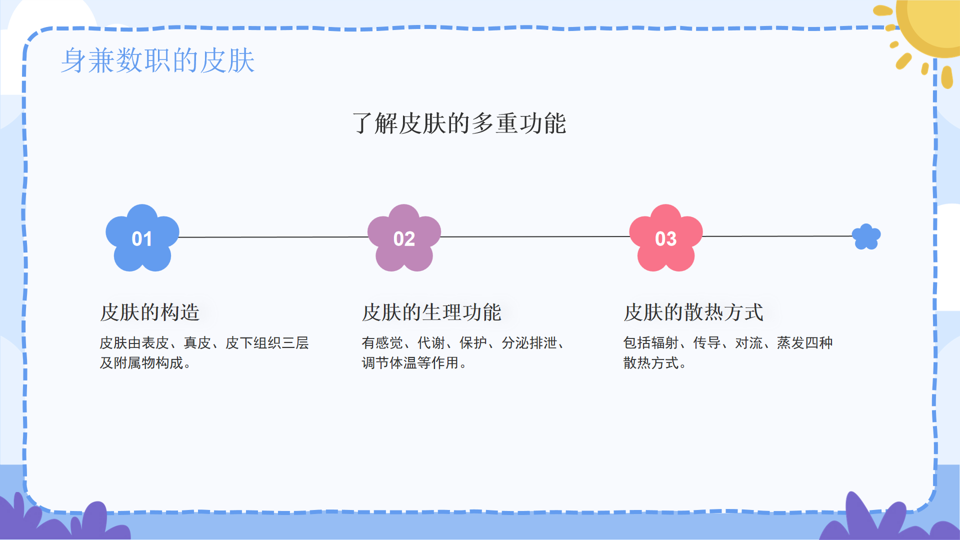 身兼数职的皮肤
了解皮肤的多重功能
01
02
03
皮肤的构造
皮肤由表皮、真皮、皮下组织三层
及附属物构成。
皮肤的生理功能
有感觉、代谢、保护、分泌排泄、
调节体温等作用。
皮肤的散热方式
包括辐射、传导、对流、蒸发四种
散热方式。